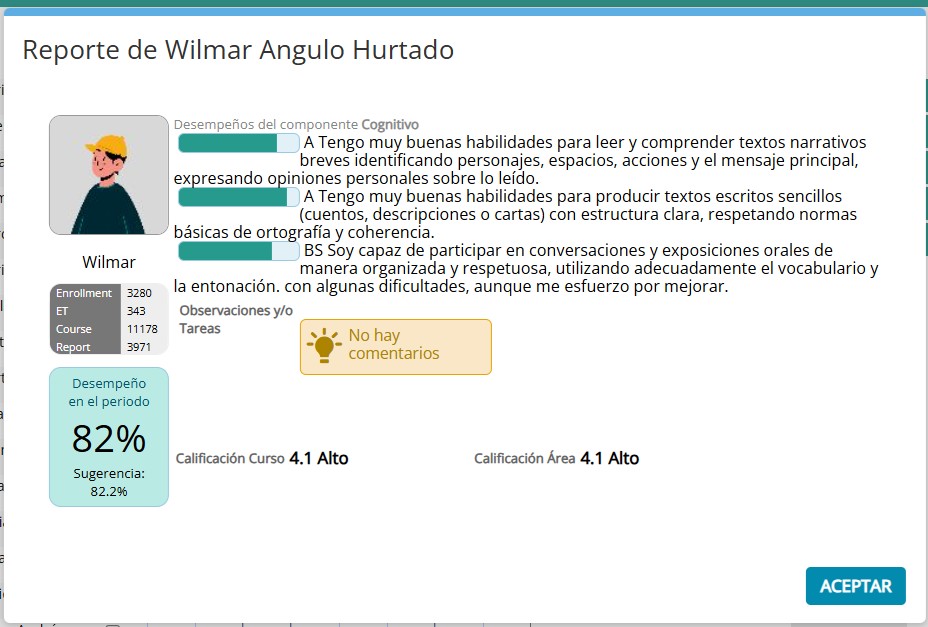 Reporte de Wilmar Angulo Hurtado
Desempeños del componente Cognitivo
A Tengo muy buenas habilidades para leer y comprender textos narrativos
breves identificando personajes, espacios, acciones y el mensaje principal,
expresando opiniones personales sobre lo leído.
A Tengo muy buenas habilidades para producir textos escritos sencillos
(cuentos, descripciones o cartas) con estructura clara, respetando normas
básicas de ortografía y coherencia.
BS Soy capaz de participar en conversaciones y exposiciones orales de
manera organizada y respetuosa, utilizando adecuadamente el vocabulario y
la entonación. con algunas dificultades, aunque me esfuerzo por mejorar.
Wilmar
Enrollment 3280
ET 343
Course 11178
Report 3971
Observaciones y/o
Tareas
No hay
comentarios
Desempeño
en el periodo
82%
Sugerencia:
82.2%
Calificación Curso 4.1 Alto
Calificación Área 4.1 Alto
ACEPTAR